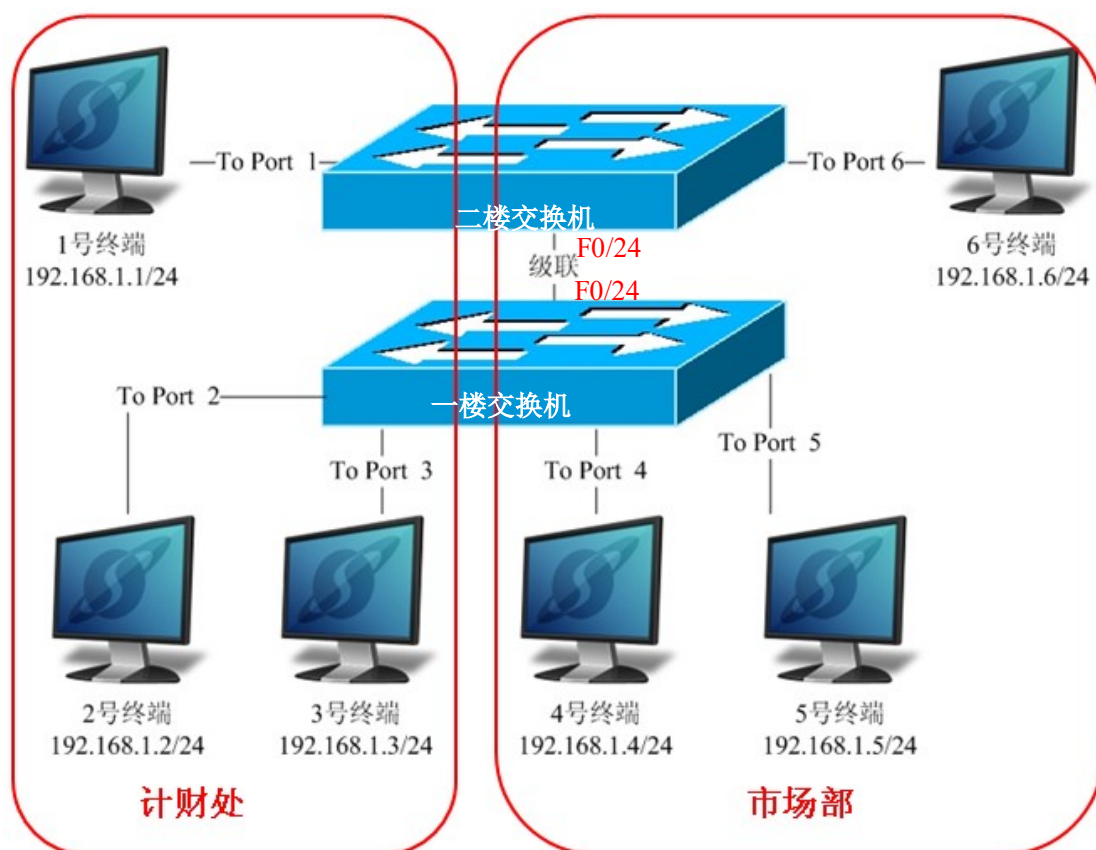 To Port 1
To Port 6
二楼交换机
1号终端
192.168.1.1/24
F0/24
级联
F0/24
6号终端
192.168.1.6/24
To Port 2
一楼交换机
To Port 3
To Port 4
To Port 5
2号终端
192.168.1.2/24
3号终端
192.168.1.3/24
4号终端
192.168.1.4/24
5号终端
192.168.1.5/24
计财处
市场部